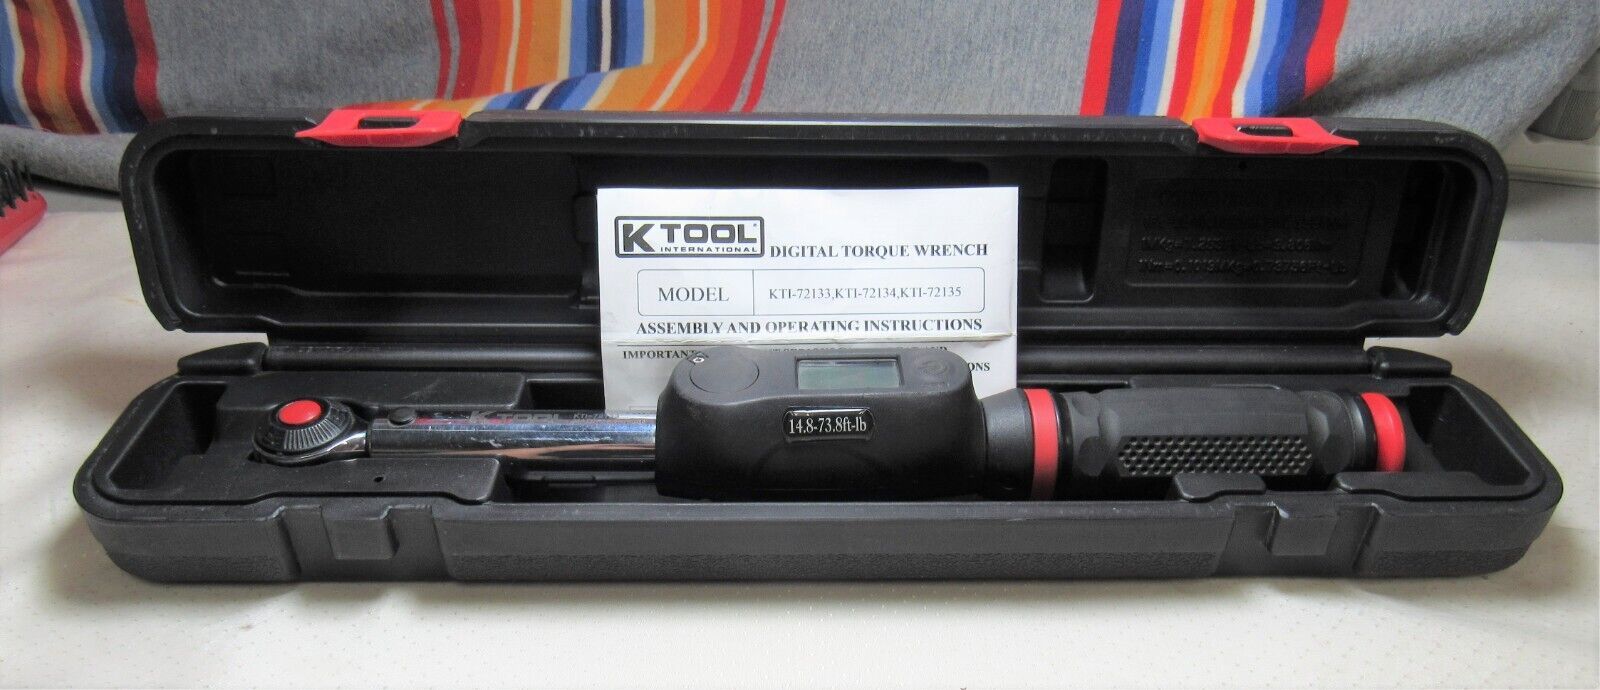 K TOOL
INTERNATIONAL
DIGITAL TORQUE WRENCH
MODEL
KTI-72133,KTI-72134,KTI-72135
ASSEMBLY AND OPERATING INSTRUCTIONS
IMPORTANT
K TOOL
14.8-73.8ft-lb